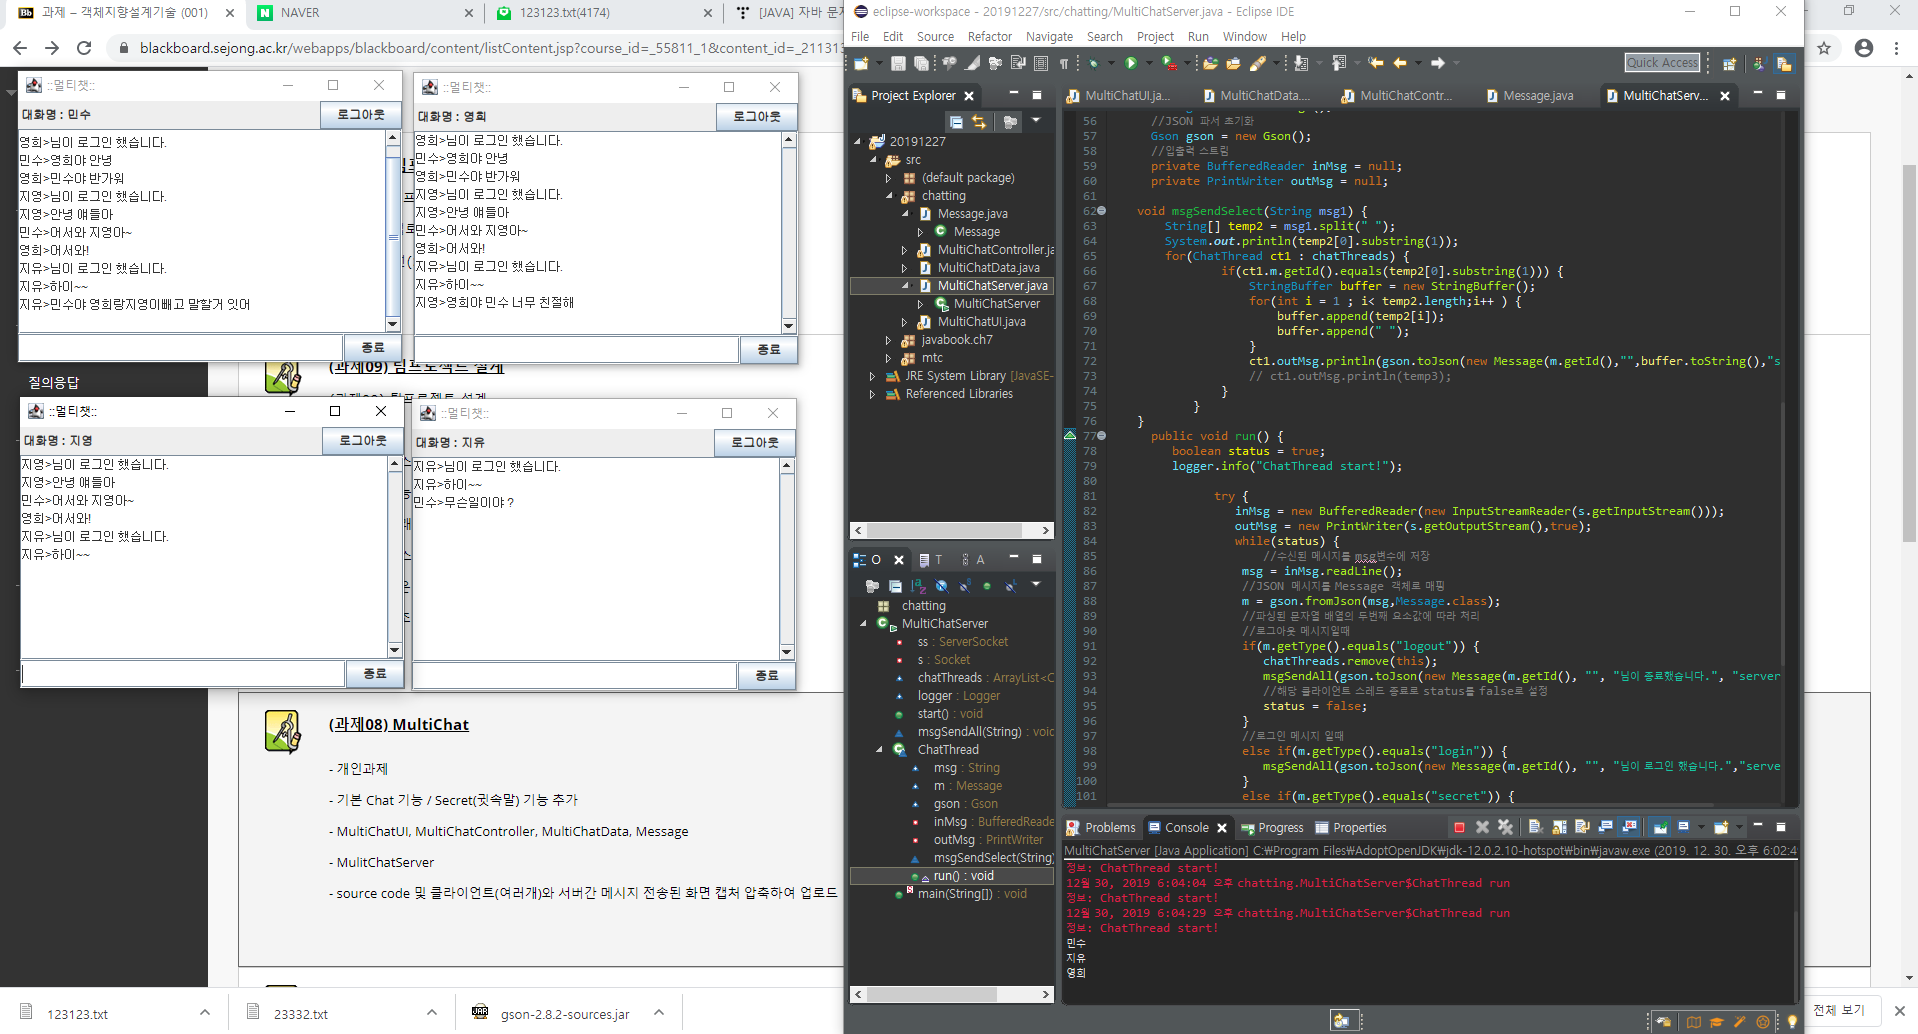 과제 – 객체지향설계기술 (001)
NAVER
123123.txt(4174)
[JAVA] 자바 문
blackboard.sejong.ac.kr/webapps/blackboard/content/listContent.jsp?course_id=_55811_1&content_id=_21131
::멀티챗::
대화명 : 민수
로그아웃
영희>님이 로그인 했습니다.
민수>영희야 안녕
영희>민수야 반가워
지영>님이 로그인 했습니다.
지영>안녕 얘들아
민수>어서와 지영아~
영희>어서와!
지유>님이 로그인 했습니다.
지유>하이~~
지유>민수야 영희랑지영이빼고 말할거 잇어
종료
::멀티챗::
대화명 : 영희
로그아웃
영희>님이 로그인 했습니다.
민수>영희야 안녕
영희>민수야 반가워
지영>님이 로그인 했습니다.
지영>안녕 얘들아
민수>어서와 지영아~
영희>어서와!
지유>님이 로그인 했습니다.
지유>하이~~
지영>영희야 민수 너무 친절해
종료
질의응답
(과제09) 팀프로젝트 설계
::멀티챗::
대화명 : 지영
로그아웃
지영>님이 로그인 했습니다.
지영>안녕 얘들아
민수>어서와 지영아~
영희>어서와!
지유>님이 로그인 했습니다.
지유>하이~~
종료
::멀티챗::
대화명 : 지유
로그아웃
지유>님이 로그인 했습니다.
지유>하이~~
민수>무슨일이야 ?
종료
(과제08) MultiChat
- 개인과제
- 기본 Chat 기능 / Secret(귓속말) 기능 추가
- MultiChatUI, MultiChatController, MultiChatData, Message
- MulitChatServer
- source code 및 클라이언트(여러개)와 서버간 메시지 전송된 화면 캡처 압축하여 업로드
123123.txt
23332.txt
gson-2.8.2-sources.jar
전체 보기
eclipse-workspace - 20191227/src/chatting/MultiChatServer.java - Eclipse IDE
File Edit Source Refactor Navigate Search Project Run Window Help
Quick Access
Project Explorer
20191227
src
(default package)
chatting
Message.java
Message
MultiChatController.ja
MultiChatData.java
MultiChatServer.java
MultiChatServer
MultiChatUI.java
javabook.ch7
mtc
JRE System Library [JavaSE-
Referenced Libraries
O
T
A
chatting
MultiChatServer
ss : ServerSocket
s : Socket
chatThreads : ArrayList<C
logger : Logger
start() : void
msgSendAll(String) : voic
ChatThread
msg : String
m : Message
gson : Gson
inMsg : BufferedReade
outMsg : PrintWriter
msgSendSelect(String)
run() : void
main(String[]) : void
MultiChatUI.ja...
MultiChatData....
MultiChatContr...
Message.java
MultiChatServ...
56 //JSON 파서 초기화
57 Gson gson = new Gson();
58 //입출력 스트림
59 private BufferedReader inMsg = null;
60 private PrintWriter outMsg = null;
61
62 void msgSendSelect(String msg1) {
63 String[] temp2 = msg1.split(" ");
64 System.out.println(temp2[0].substring(1));
65 for(ChatThread ct1 : chatThreads) {
66 if(ct1.m.getId().equals(temp2[0].substring(1))) {
67 StringBuffer buffer = new StringBuffer();
68 for(int i = 1 ; i< temp2.length;i++ ) {
69 buffer.append(temp2[i]);
70 buffer.append(" ");
71 }
72 ct1.outMsg.println(gson.toJson(new Message(m.getId(),"",buffer.toString(),"s
73 // ct1.outMsg.println(temp3);
74 }
75 }
76 }
77 public void run() {
78 boolean status = true;
79 logger.info("ChatThread start!");
80
81 try {
82 inMsg = new BufferedReader(new InputStreamReader(s.getInputStream()));
83 outMsg = new PrintWriter(s.getOutputStream(),true);
84 while(status) {
85 //수신된 메시지를 msg변수에 저장
86 msg = inMsg.readLine();
87 //JSON 메시지를 Message 객체로 매핑
88 m = gson.fromJson(msg,Message.class);
89 //파싱된 문자열 배열의 두번째 요소값에 따라 처리
90 //로그아웃 메시지일때
91 if(m.getType().equals("logout")) {
92 chatThreads.remove(this);
93 msgSendAll(gson.toJson(new Message(m.getId(), "", "님이 종료했습니다.", "server
94 //해당 클라이언트 스레드 종료로 status를 false로 설정
95 status = false;
96 }
97 //로그인 메시지 일때
98 else if(m.getType().equals("login")) {
99 msgSendAll(gson.toJson(new Message(m.getId(), "", "님이 로그인 했습니다.","serve
100 }
101 else if(m.getType().equals("secret")) {
Problems
Console
Progress
Properties
MultiChatServer [Java Application] C:₩Program Files₩AdoptOpenJDK₩jdk-12.0.2.10-hotspot₩bin₩javaw.exe (2019. 12. 30. 오후 6:02:4
정보: ChatThread start!
12월 30, 2019 6:04:04 오후 chatting.MultiChatServer$ChatThread run
정보: ChatThread start!
12월 30, 2019 6:04:29 오후 chatting.MultiChatServer$ChatThread run
정보: ChatThread start!
민수
지유
영희